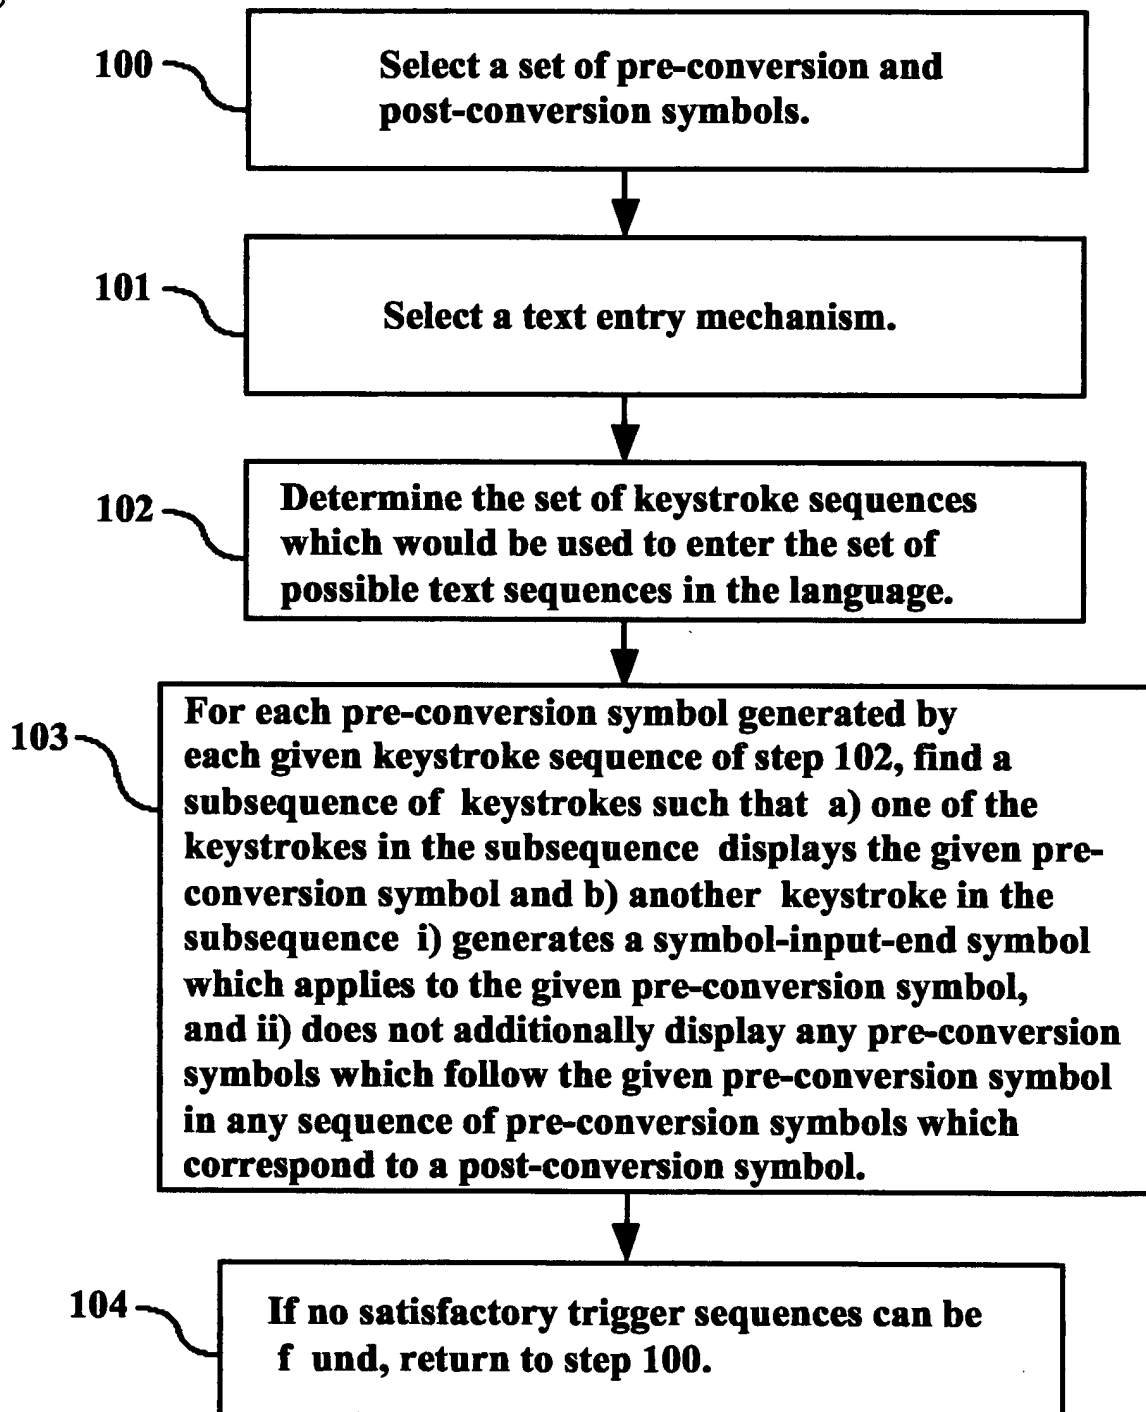 100
Select a set of pre-conversion and
post-conversion symbols.
101
Select a text entry mechanism.
102
Determine the set of keystroke sequences
which would be used to enter the set of
possible text sequences in the language.
103
For each pre-conversion symbol generated by
each given keystroke sequence of step 102, find a
subsequence of keystrokes such that a) one of the
keystrokes in the subsequence displays the given pre-
conversion symbol and b) another keystroke in the
subsequence i) generates a symbol-input-end symbol
which applies to the given pre-conversion symbol,
and ii) does not additionally display any pre-conversion
symbols which follow the given pre-conversion symbol
in any sequence of pre-conversion symbols which
correspond to a post-conversion symbol.
104
If no satisfactory trigger sequences can be
f und, return to step 100.